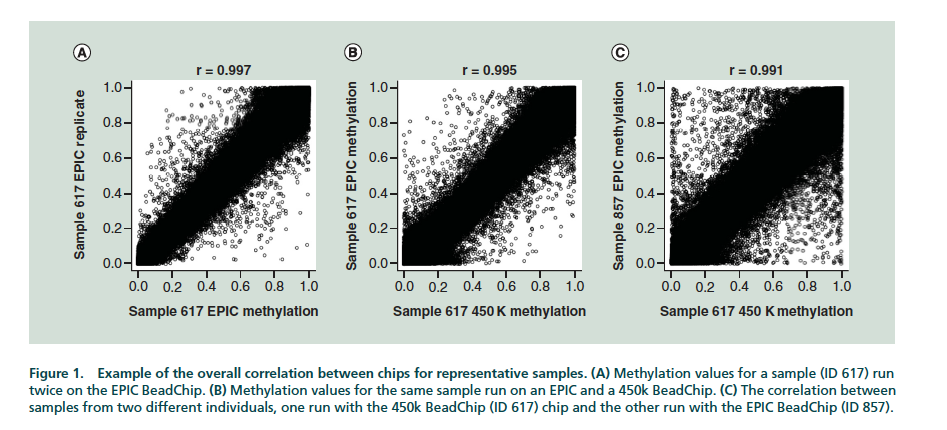 A
B
C
r = 0.997
r = 0.995
r = 0.991
Sample 617 EPIC replicate
1.0
0.8
0.6
0.4
0.2
0.0
0.0 0.2 0.4 0.6 0.8 1.0
Sample 617 EPIC methylation
Sample 617 EPIC methylation
1.0
0.8
0.6
0.4
0.2
0.0
0.0 0.2 0.4 0.6 0.8 1.0
Sample 617 450 K methylation
Sample 857 EPIC methylation
1.0
0.8
0.6
0.4
0.2
0.0
0.0 0.2 0.4 0.6 0.8 1.0
Sample 617 450 K methylation
Figure 1. Example of the overall correlation between chips for representative samples. (A) Methylation values for a sample (ID 617) run
twice on the EPIC BeadChip. (B) Methylation values for the same sample run on an EPIC and a 450k BeadChip. (C) The correlation between
samples from two different individuals, one run with the 450k BeadChip (ID 617) chip and the other run with the EPIC BeadChip (ID 857).